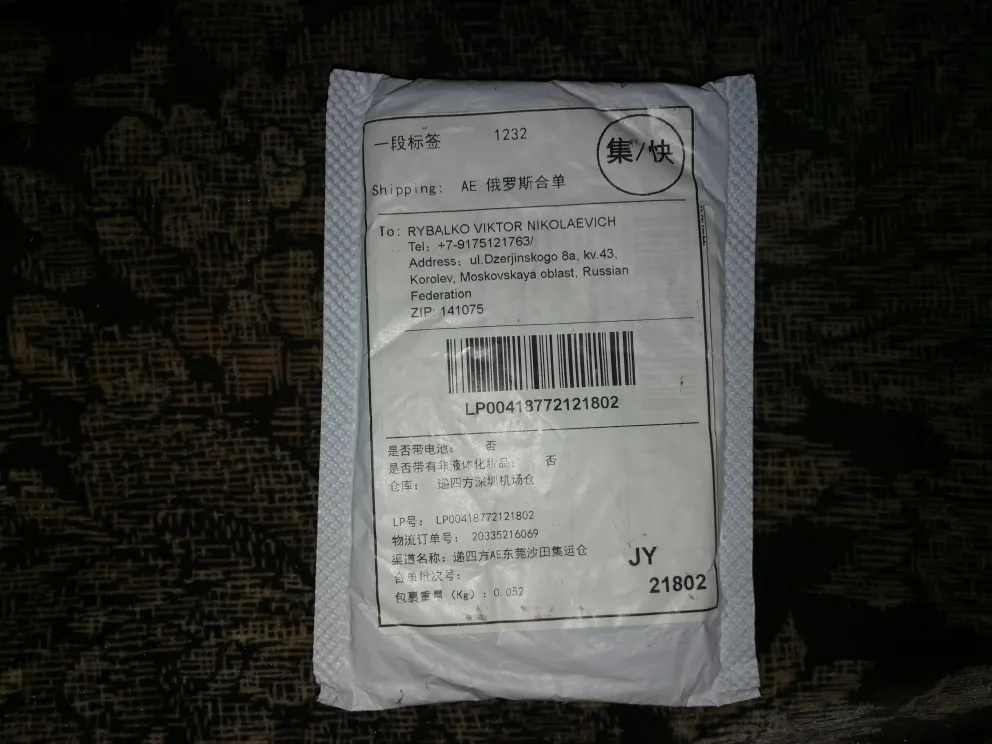 一段标签 1232
集/快
Shipping: AE 俄罗斯合单
To: RYBALKO VIKTOR NIKOLAEVICH
Tel: +7-9175121763/
Address: ul.Dzerjinskogo 8a, kv.43,
Korolev, Moskovskaya oblast, Russian
Federation
ZIP: 141075
LP00418772121802
是否带电池: 否
是否带有非液体化妆品: 否
仓库: 递四方深圳机场仓
LP号: LP00418772121802
物流订单号: 20335216069
渠道名称: 递四方AE东莞沙田集运仓
合单批次号:
包裹重量 (Kg) : 0.052
JY
21802